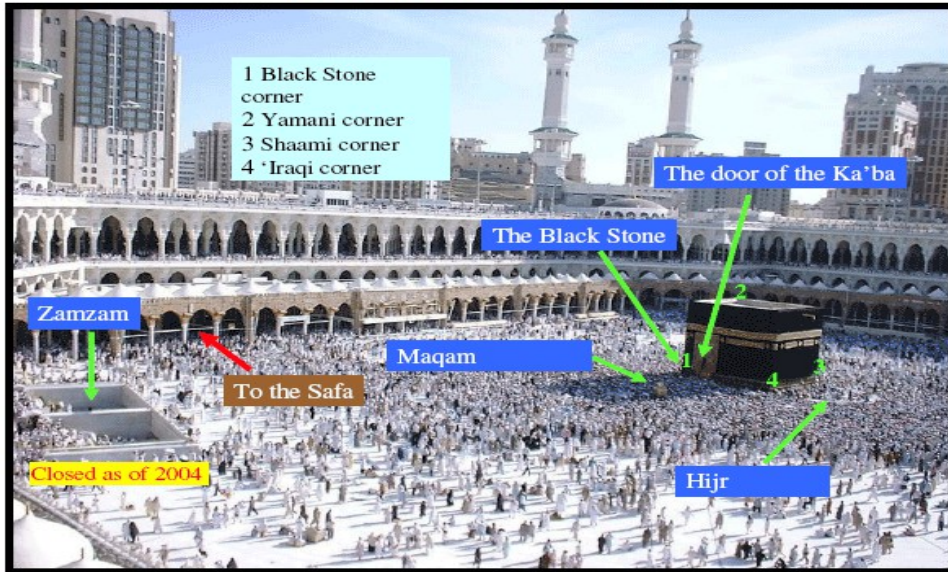 1 Black Stone
corner
2 Yamani corner
3 Shaami corner
4 ‘Iraqi corner
The door of the Ka’ba
The Black Stone
2
Zamzam
Maqam
1
3
4
To the Safa
Closed as of 2004
Hijr